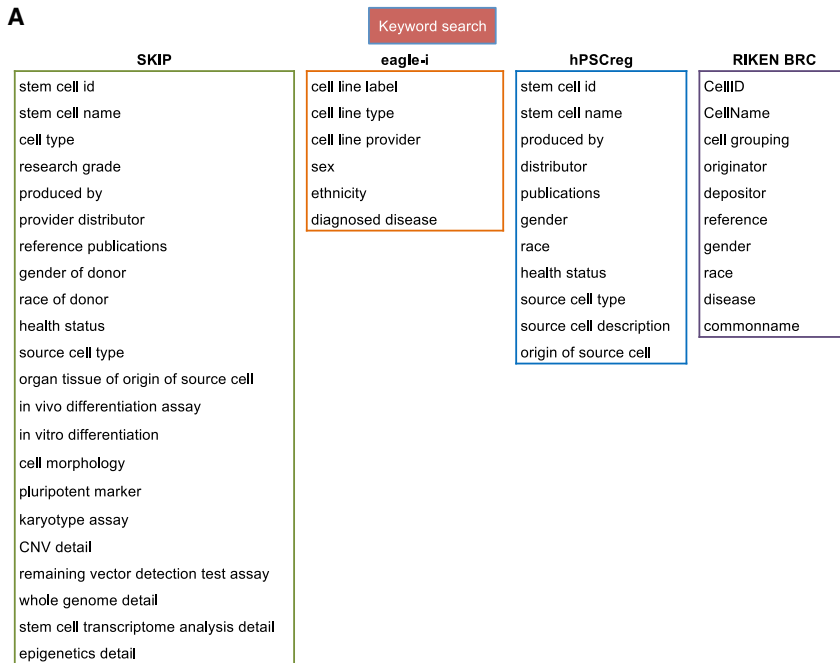 A
Keyword search
SKIP
stem cell id
stem cell name
cell type
research grade
produced by
provider distributor
reference publications
gender of donor
race of donor
health status
source cell type
organ tissue of origin of source cell
in vivo differentiation assay
in vitro differentiation
cell morphology
pluripotent marker
karyotype assay
CNV detail
remaining vector detection test assay
whole genome detail
stem cell transcriptome analysis detail
epigenetics detail
eagle-i
cell line label
cell line type
cell line provider
sex
ethnicity
diagnosed disease
hPSCreg
stem cell id
stem cell name
produced by
distributor
publications
gender
race
health status
source cell type
source cell description
origin of source cell
RIKEN BRC
CellID
CellName
cell grouping
originator
depositor
reference
gender
race
disease
commonname